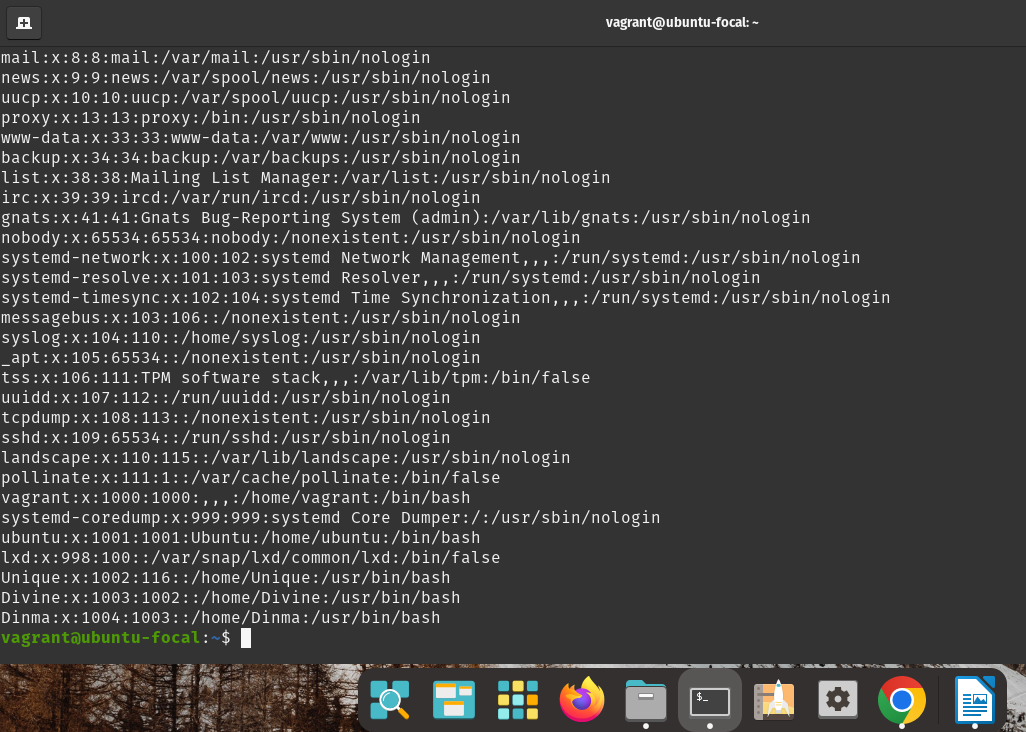 vagrant@ubuntu-focal: ~
mail:x:8:8:mail:/var/mail:/usr/sbin/nologin
news:x:9:9:news:/var/spool/news:/usr/sbin/nologin
uucp:x:10:10:uucp:/var/spool/uucp:/usr/sbin/nologin
proxy:x:13:13:proxy:/bin:/usr/sbin/nologin
www-data:x:33:33:www-data:/var/www:/usr/sbin/nologin
backup:x:34:34:backup:/var/backups:/usr/sbin/nologin
list:x:38:38:Mailing List Manager:/var/list:/usr/sbin/nologin
irc:x:39:39:ircd:/var/run/ircd:/usr/sbin/nologin
gnats:x:41:41:Gnats Bug-Reporting System (admin):/var/lib/gnats:/usr/sbin/nologin
nobody:x:65534:65534:nobody:/nonexistent:/usr/sbin/nologin
systemd-network:x:100:102:systemd Network Management,,,:/run/systemd:/usr/sbin/nologin
systemd-resolve:x:101:103:systemd Resolver,,,:/run/systemd:/usr/sbin/nologin
systemd-timesync:x:102:104:systemd Time Synchronization,,,:/run/systemd:/usr/sbin/nologin
messagebus:x:103:106::/nonexistent:/usr/sbin/nologin
syslog:x:104:110::/home/syslog:/usr/sbin/nologin
_apt:x:105:65534::/nonexistent:/usr/sbin/nologin
tss:x:106:111:TPM software stack,,,:/var/lib/tpm:/bin/false
uuidd:x:107:112::/run/uuidd:/usr/sbin/nologin
tcpdump:x:108:113::/nonexistent:/usr/sbin/nologin
sshd:x:109:65534::/run/sshd:/usr/sbin/nologin
landscape:x:110:115::/var/lib/landscape:/usr/sbin/nologin
pollinate:x:111:1::/var/cache/pollinate:/bin/false
vagrant:x:1000:1000:,,,:/home/vagrant:/bin/bash
systemd-coredump:x:999:999:systemd Core Dumper:/:/usr/sbin/nologin
ubuntu:x:1001:1001:Ubuntu:/home/ubuntu:/bin/bash
lxd:x:998:100::/var/snap/lxd/common/lxd:/bin/false
Unique:x:1002:116::/home/Unique:/usr/bin/bash
Divine:x:1003:1002::/home/Divine:/usr/bin/bash
Dinma:x:1004:1003::/home/Dinma:/usr/bin/bash
vagrant@ubuntu-focal:~$
$_